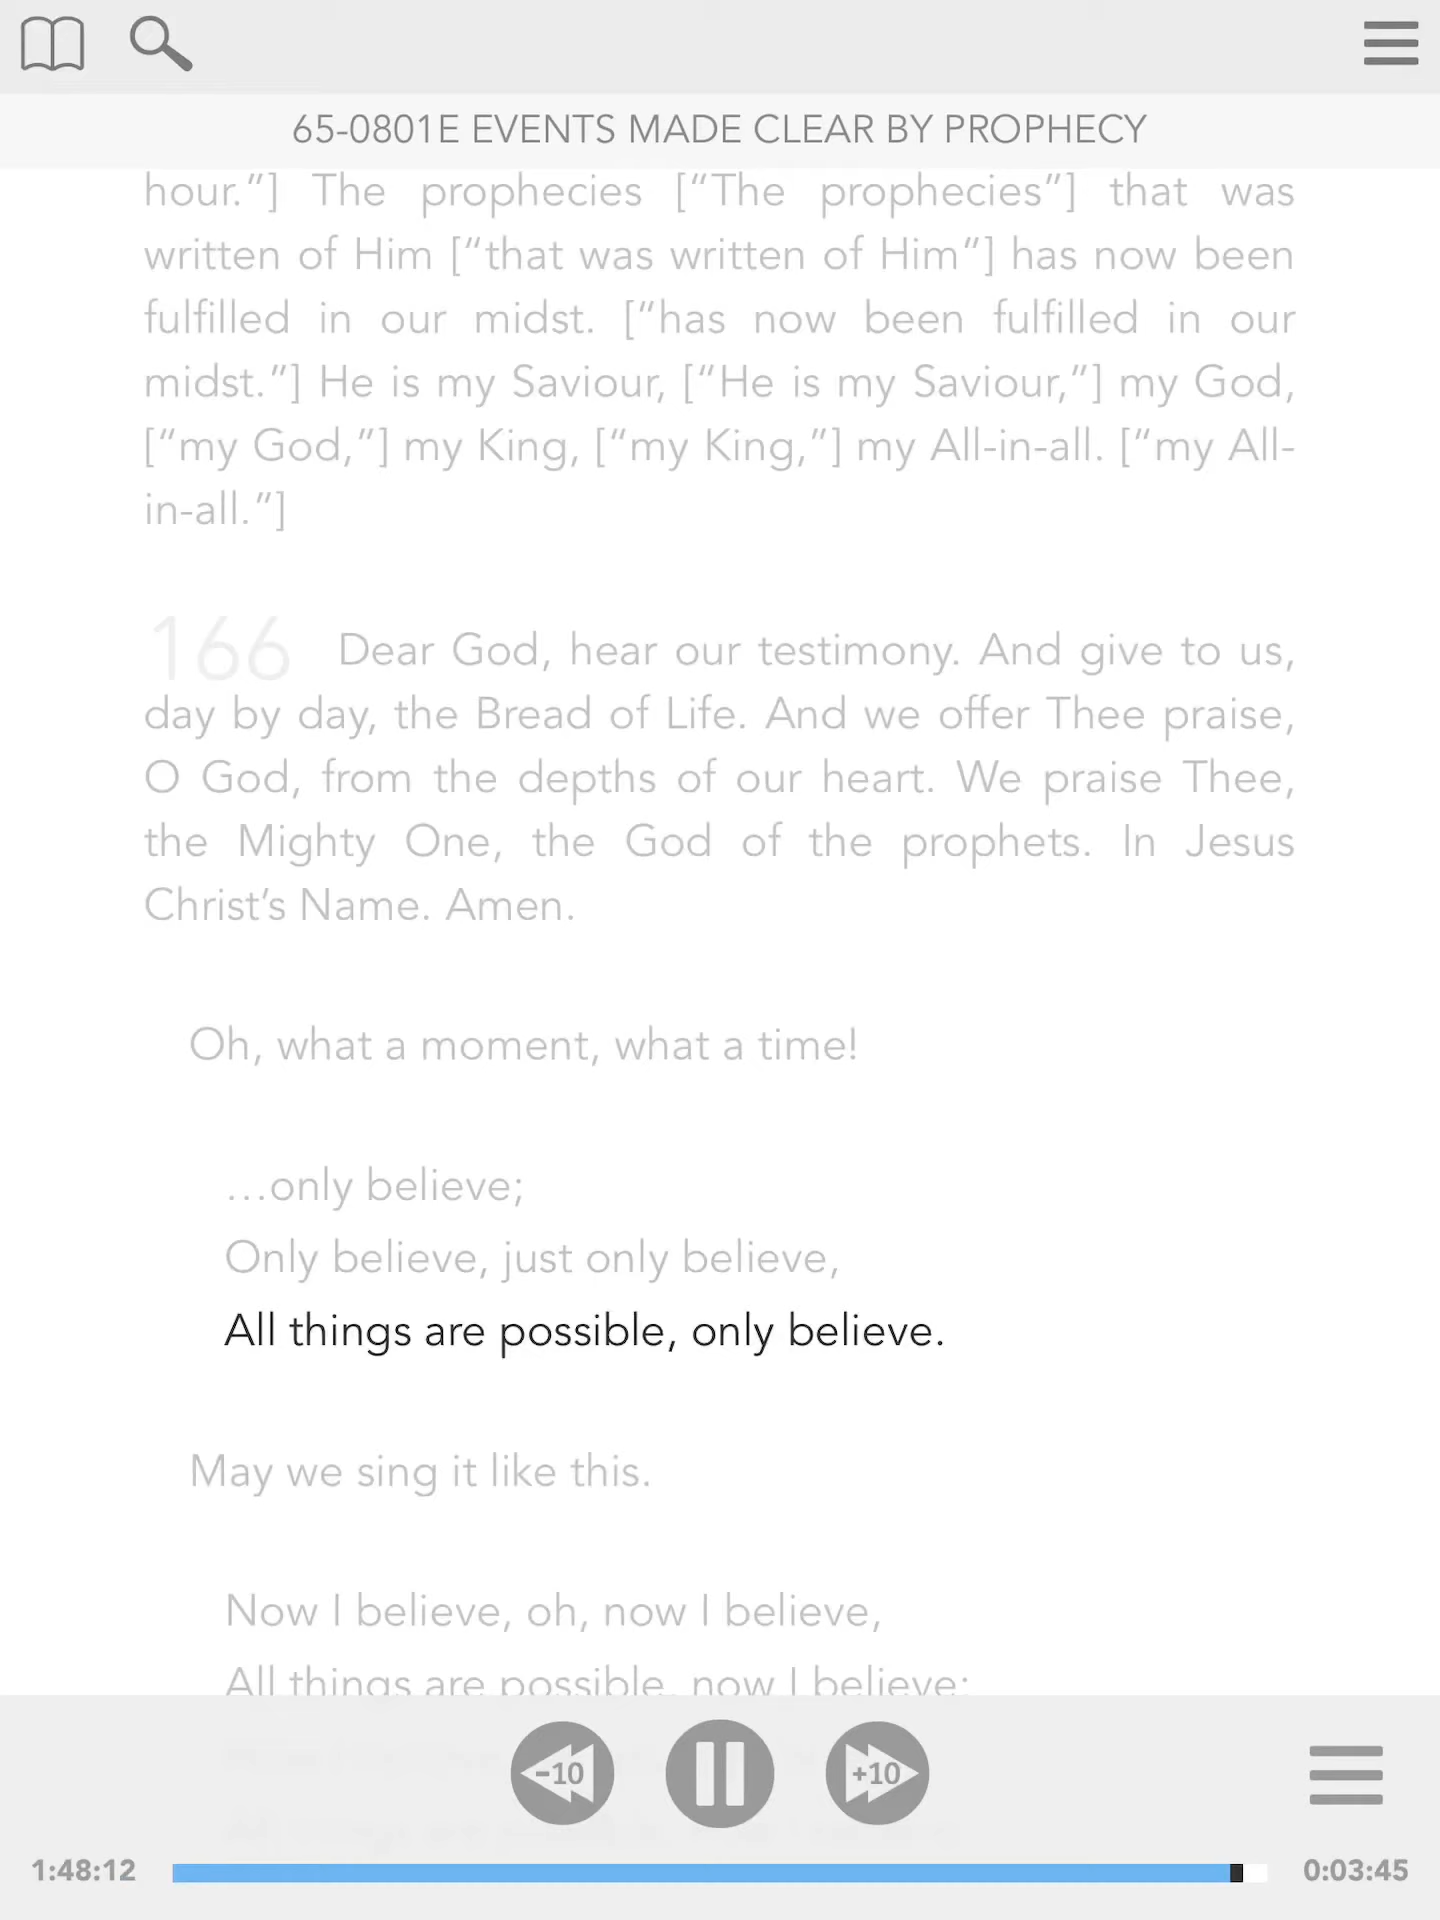 65-0801E EVENTS MADE CLEAR BY PROPHECY
hour.”] The prophecies [“The prophecies”] that was
written of Him [“that was written of Him”] has now been
fulfilled in our midst. [“has now been fulfilled in our
midst.”] He is my Saviour, [“He is my Saviour,”] my God,
[“my God,”] my King, [“my King,”] my All-in-all. [“my All-
in-all.”]
166 Dear God, hear our testimony. And give to us,
day by day, the Bread of Life. And we offer Thee praise,
O God, from the depths of our heart. We praise Thee,
the Mighty One, the God of the prophets. In Jesus
Christ’s Name. Amen.
Oh, what a moment, what a time!
…only believe;
Only believe, just only believe,
All things are possible, only believe.
May we sing it like this.
Now I believe, oh, now I believe,
All things are possible, now I believe;
-10
+10
1:48:12
0:03:45